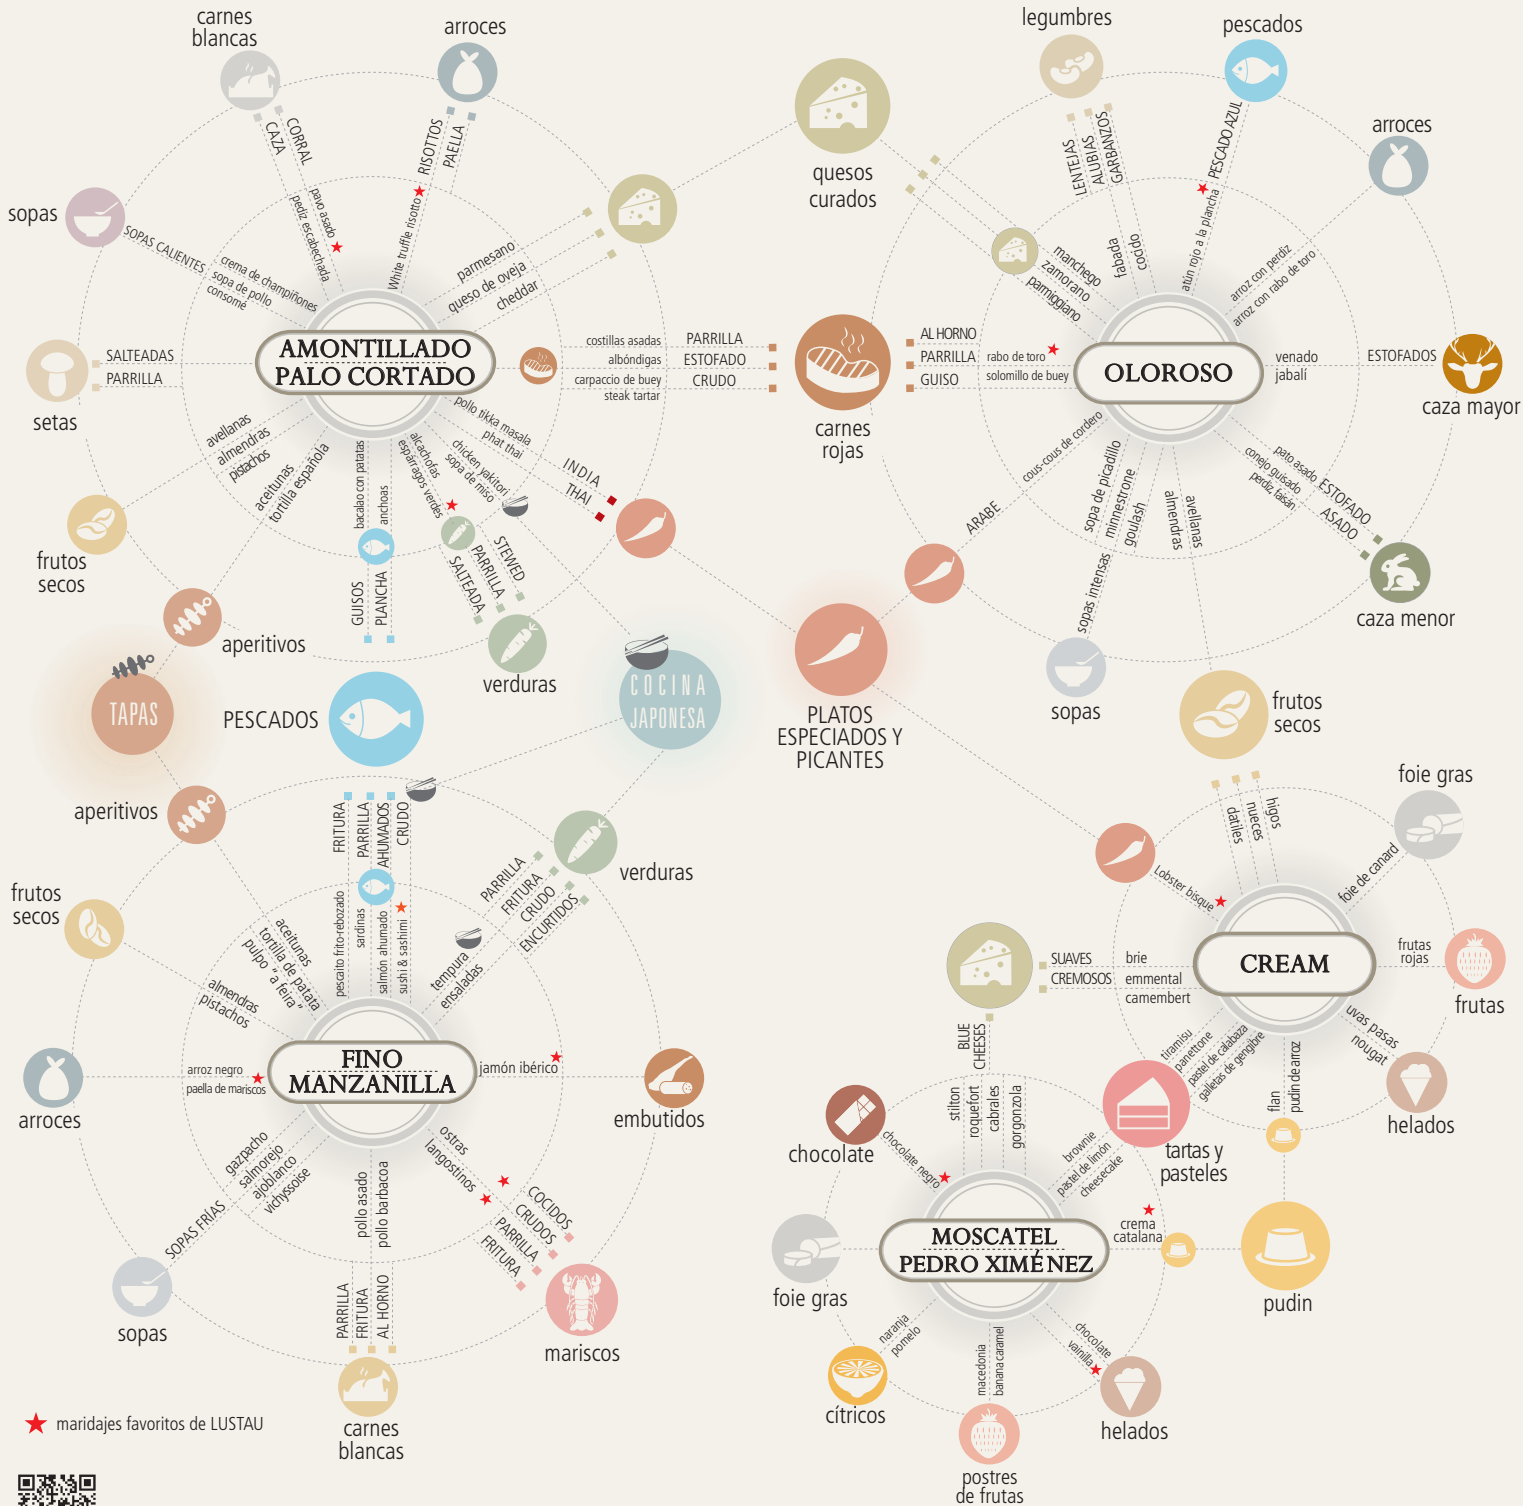 carnes
blancas
arroces
CAZA
CORRAL
pavo asado
pediz escabechada
RISOTTOS
PAELLA
White truffle risotto
sopas
SOPAS CALIENTES
crema de champiñones
sopa de pollo
consomé
parmesano
queso de oveja
cheddar
quesos
curados
AMONTILLADO
PALO CORTADO
setas
SALTEADAS
PARRILLA
costillas asadas
PARRILLA
albóndigas
ESTOFADO
carpaccio de buey
CRUDO
steak tartar
avellanas
almendras
pistachos
frutos
secos
aceitunas
tortilla española
aperitivos
bacalao con patatas
anchoas
GUISOS
PLANCHA
alcachofas
espárragos verdes
SALTEADA
PARRILLA
STEWED
verduras
chicken yakitori
sopa de miso
pollo tikka masala
phat thai
INDIA
THAI
legumbres
pescados
LENTEJAS
ALUBIAS
GARBANZOS
fabada
cocido
PESCADO AZUL
atún rojo a la plancha
arroces
arroz con perdiz
arroz con rabo de toro
manchego
zamorano
parmiggiano
AL HORNO
PARRILLA
GUISO
rabo de toro
solomillo de buey
carnes
rojas
OLOROSO
venado
jabalí
ESTOFADOS
caza mayor
cous-cous de cordero
ARABE
sopa de picadillo
minnestrone
goulash
sopas intensas
sopas
avellanas
almendras
frutos
secos
pato asado
conejo guisado
perdiz faisan
ESTOFADO
ASADO
caza menor
TAPAS
PESCADOS
COCINA
JAPONESA
PLATOS
ESPECIADOS Y
PICANTES
aperitivos
aceitunas
tortilla de patata
pulpo "a feira"
FRITURA
PARRILLA
AHUMADOS
CRUDO
pescaito frito-rebozado
sardinas
salmón ahumado
sushi & sashimi
PARRILLA
FRITURA
CRUDO
ENCURTIDOS
tempura
ensaladas
verduras
frutos
secos
almendras
pistachos
FINO
MANZANILLA
arroz negro
paella de mariscos
arroces
jamón ibérico
embutidos
gazpacho
salmorejo
ajoblanco
vichyssoise
SOPAS FRÍAS
sopas
pollo asado
pollo barbacoa
PARRILLA
FRITURA
AL HORNO
carnes
blancas
ostras
langostinos
COCIDOS
CRUDOS
PARRILLA
FRITURA
mariscos
datiles
nueces
higos
foie gras
foie de canard
Lobster bisque
CREAM
SUAVES
CREMOSOS
brie
emmental
camembert
frutas
rojas
frutas
uvas pasas
nougat
helados
flan
pudin de arroz
tiramisu
panettone
pastel de calabaza
galletas de gengibre
tartas y
pasteles
BLUE
CHEESES
stilton
roquefort
cabrales
gorgonzola
chocolate
chocolate negro
brownie
pastel de limón
cheesecake
MOSCATEL
PEDRO XIMÉNEZ
crema
catalana
pudin
foie gras
naranja
pomelo
cítricos
macedonia
banana caramel
postres
de frutas
chocolate
vainilla
helados
maridajes favoritos de LUSTAU